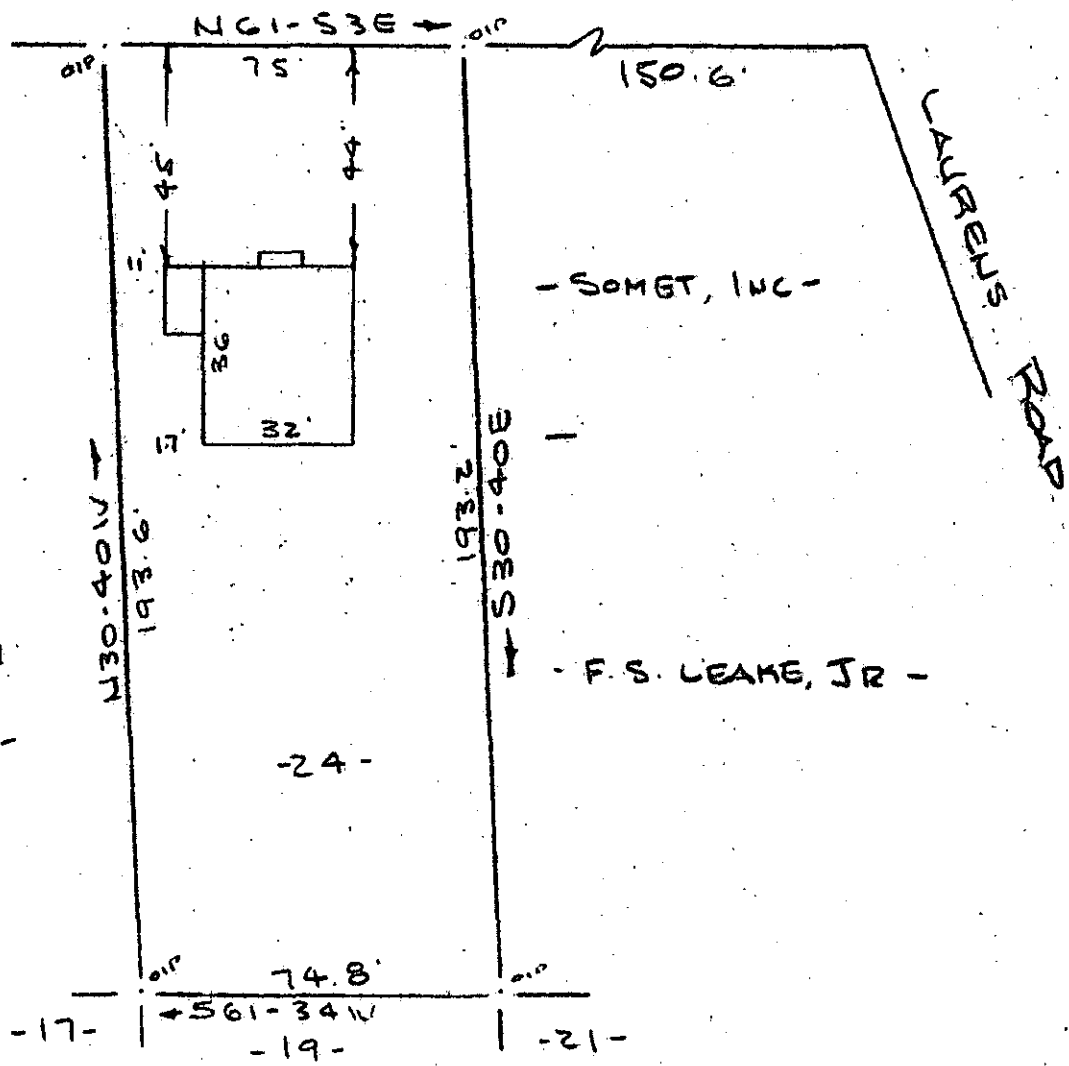 N61-53E
OIP
OIP
75'
150.6'
LAURENS ROAD
45'
44'
11'
36'
32'
17'
- SOMET, INC -
N30-40W
193.6'
193.2'
S30-40E
- F. S. LEAKE, JR -
-24-
OIP
OIP
74.8'
S61-34W
-17-
-19-
-21-